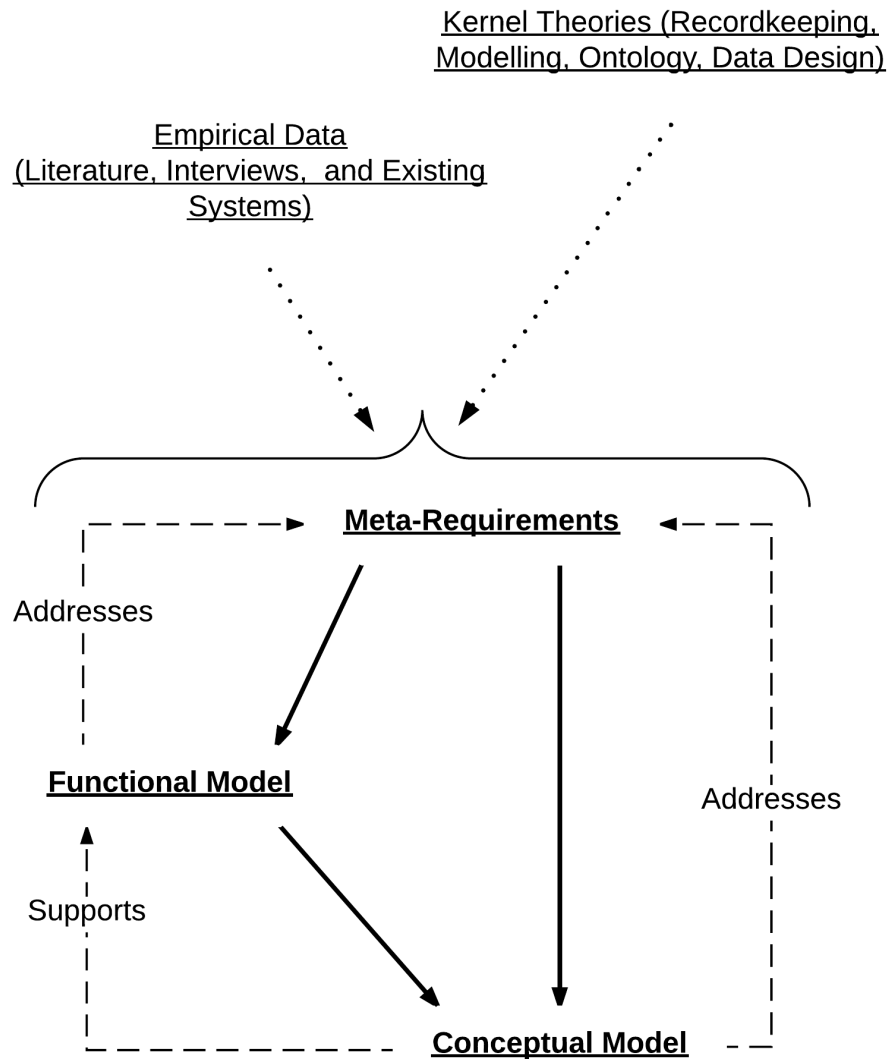 Kernel Theories (Recordkeeping,
Modelling, Ontology, Data Design)
Empirical Data
(Literature, Interviews,  and Existing
Systems)
Meta-Requirements
Addresses
Functional Model
Addresses
Supports
Conceptual Model